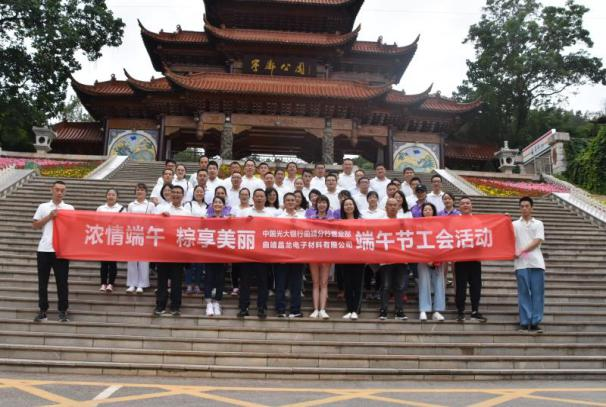 寥廓公園
浓情端午 粽享美丽
中国光大银行曲靖分行营业部
曲靖昌龙电子材料有限公司
端午节工会活动